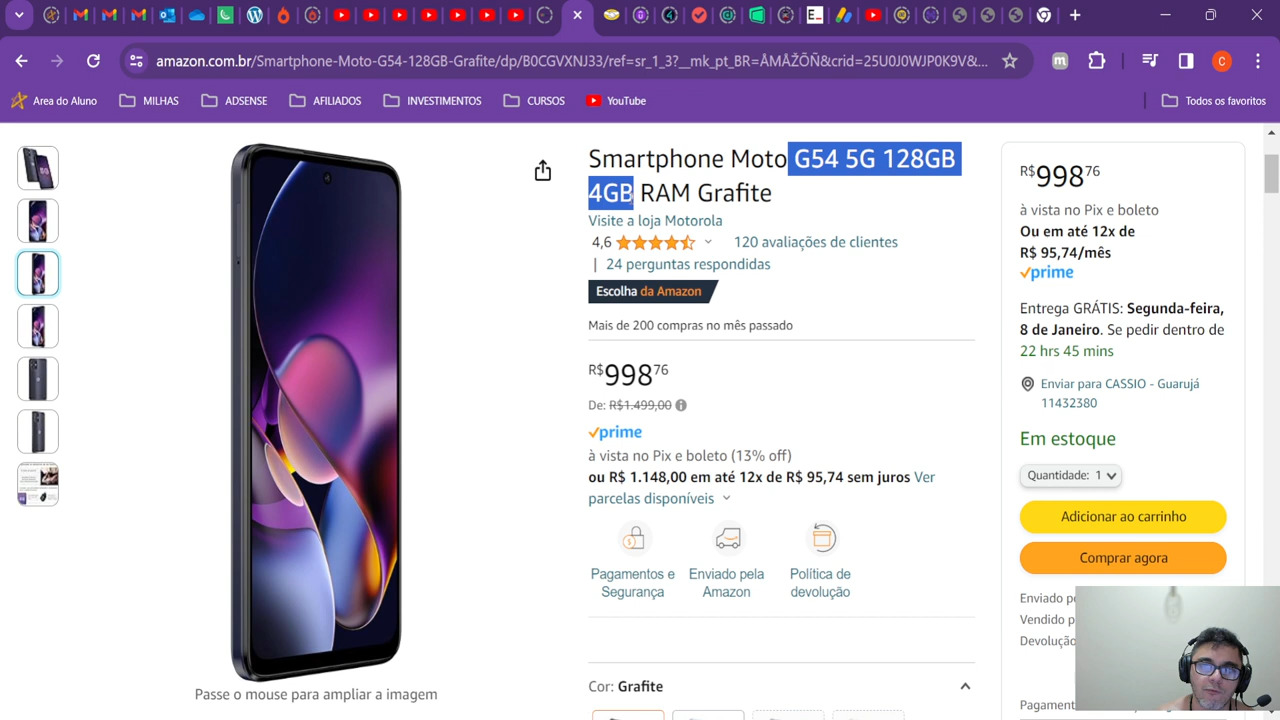 amazon.com.br/Smartphone-Moto-G54-128GB-Grafite/dp/B0CGVXNJ33/ref=sr_1_3?__mk_pt_BR=ÅMÅŽÕÑ&crid=25U0J0WJP0K9V&...
Area do Aluno
MILHAS
ADSENSE
AFILIADOS
INVESTIMENTOS
CURSOS
YouTube
Todos os favoritos
Smartphone Moto G54 5G 128GB
4GB RAM Grafite
Visite a loja Motorola
4,6
120 avaliações de clientes
| 24 perguntas respondidas
Escolha da Amazon
Mais de 200 compras no mês passado
R$998 76
De: R$1.499,00
prime
à vista no Pix e boleto (13% off)
ou R$ 1.148,00 em até 12x de R$ 95,74 sem juros Ver
parcelas disponíveis
Pagamentos e
Segurança
Enviado pela
Amazon
Política de
devolução
Cor: Grafite
Passe o mouse para ampliar a imagem
R$998 76
à vista no Pix e boleto
Ou em até 12x de
R$ 95,74/mês
prime
Entrega GRÁTIS: Segunda-feira,
8 de Janeiro. Se pedir dentro de
22 hrs 45 mins
Enviar para CASSIO - Guarujá
11432380
Em estoque
Quantidade: 1
Adicionar ao carrinho
Comprar agora
Enviado
Vendido
Devolução